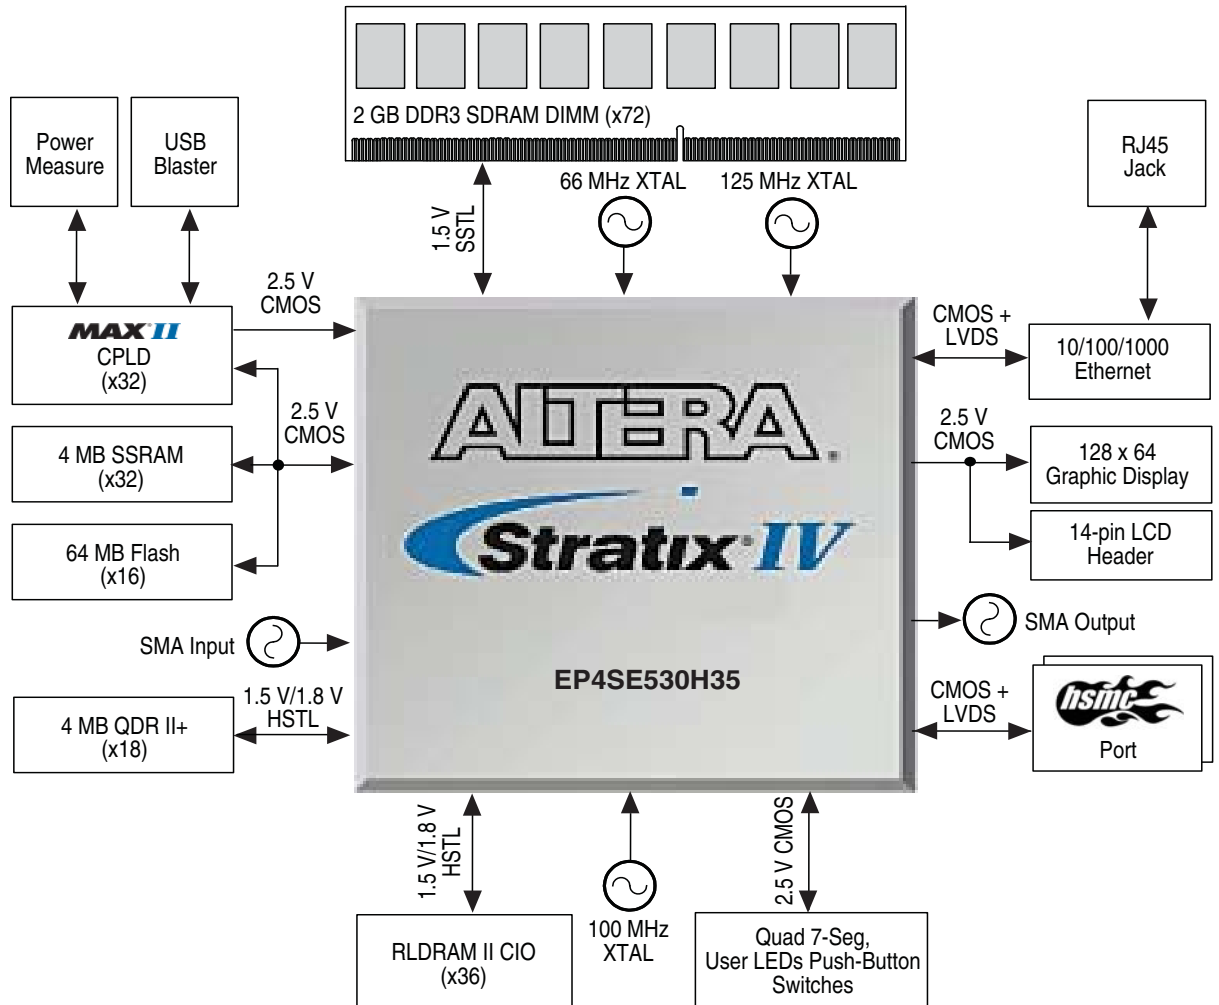 2 GB DDR3 SDRAM DIMM (x72)
Power
Measure
USB
Blaster
RJ45
Jack
66 MHz XTAL
125 MHz XTAL
1.5 V
SSTL
2.5 V
CMOS
MAX II
CPLD
(x32)
CMOS +
LVDS
10/100/1000
Ethernet
2.5 V
CMOS
4 MB SSRAM
(x32)
ALTERA.
2.5 V
CMOS
128 x 64
Graphic Display
64 MB Flash
(x16)
Stratix IV
14-pin LCD
Header
SMA Input
SMA Output
EP4SE530H35
1.5 V/1.8 V
HSTL
4 MB QDR II+
(x18)
CMOS +
LVDS
hsmc
Port
1.5 V/1.8 V
HSTL
2.5 V CMOS
100 MHz
XTAL
RLDRAM II CIO
(x36)
Quad 7-Seg,
User LEDs Push-Button
Switches